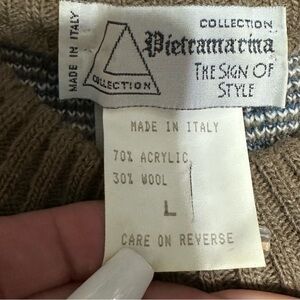 MADE IN ITALY
COLLECTION
COLLECTION
Pietramarina
THE SIGN OF
STYLE
MADE IN ITALY
70% ACRYLIC
30% WOOL
L
CARE ON REVERSE